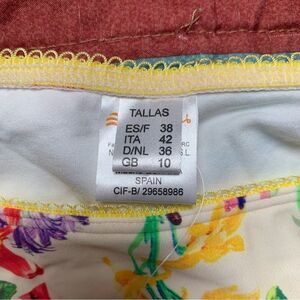 TALLAS
ES/F 38
ITA 42
D/NL 36
GB 10
SPAIN
CIF-B/ 29658986